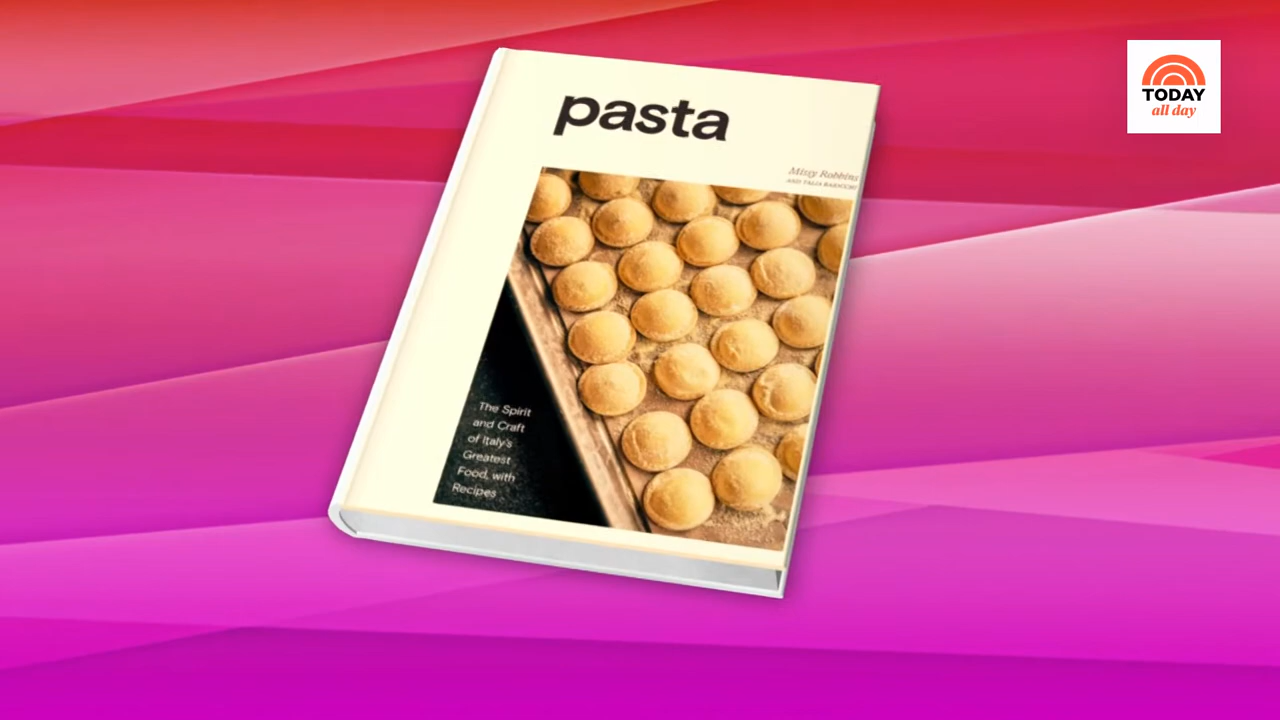 pasta
Missy Robbins
AND TALIA BAIOCCHI
The Spirit
and Craft
of Italy's
Greatest
Food, with
Recipes
TODAY
all day